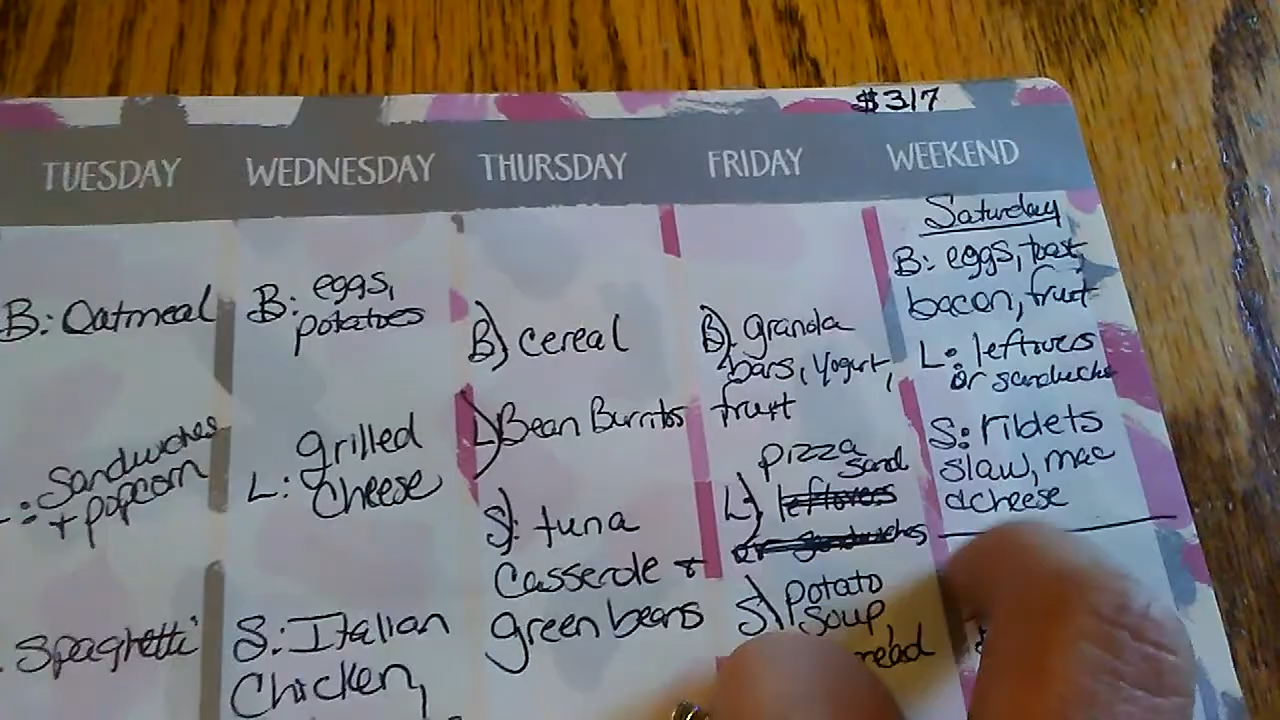 $317
TUESDAY WEDNESDAY THURSDAY FRIDAY WEEKEND
B: Oatmeal
Sandwiches
+ popcorn
Spaghetti
B: eggs,
potatoes
grilled
L: Cheese
S: Italian
Chicken,
B) cereal
L) Bean Burritos
S): tuna
Casserole +
green beans
B). granola
bars, yogurt,
fruit
pizza
sand
L) leftovers
or sandwiches
S) potato
soup,
Saturday
B: eggs, toast,
bacon, fruit
L: leftovers
or sandwichs
S: riblets
slaw, mac
& cheese